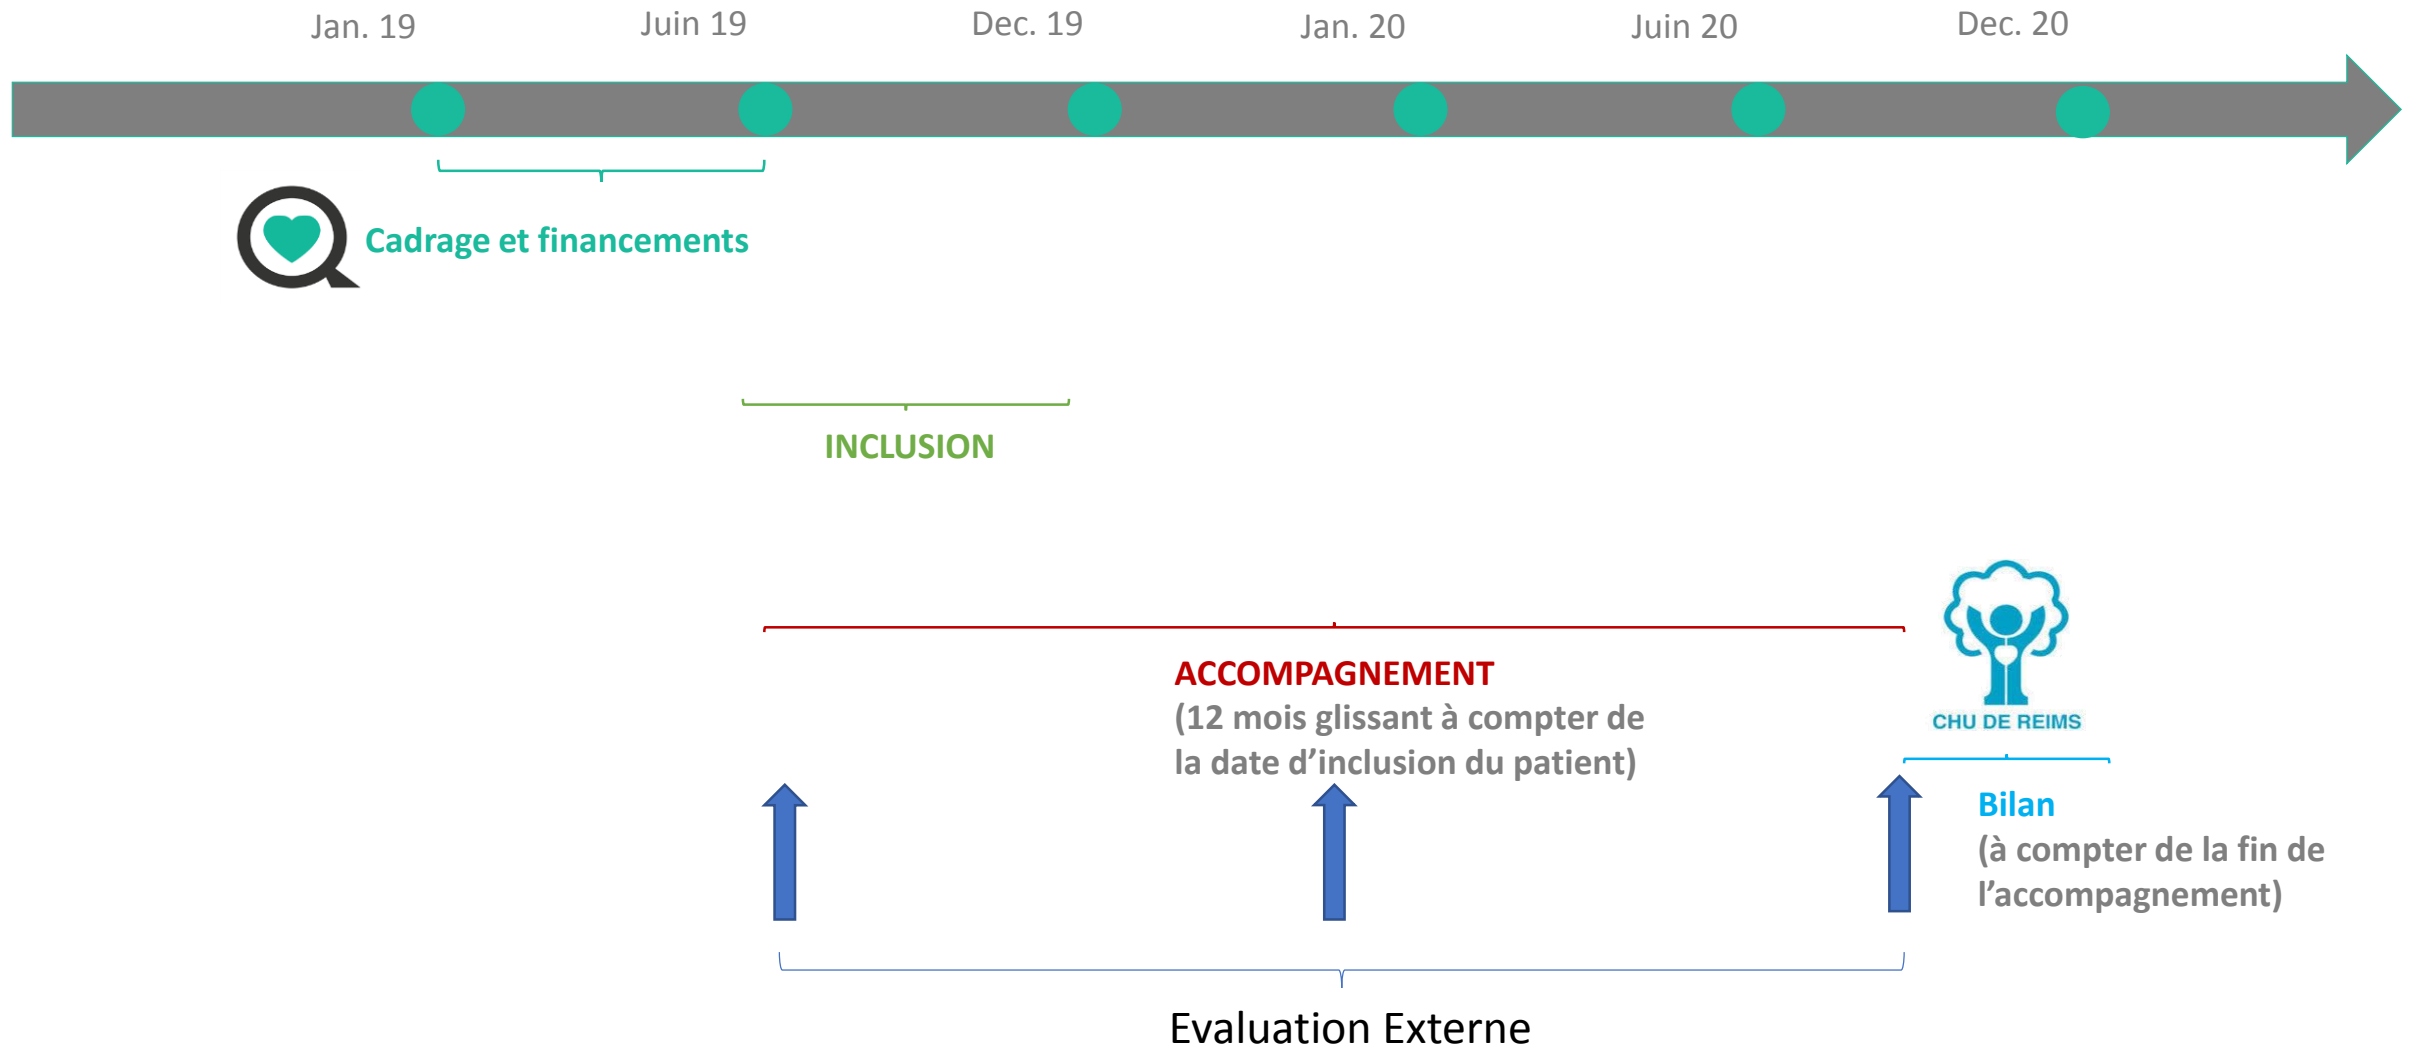 Jan. 19
Juin 19
Dec. 19
Jan. 20
Juin 20
Dec. 20
Cadrage et financements
INCLUSION
ACCOMPAGNEMENT
(12 mois glissant à compter de
la date d’inclusion du patient)
CHU DE REIMS
Bilan
(à compter de la fin de
l’accompagnement)
Evaluation Externe